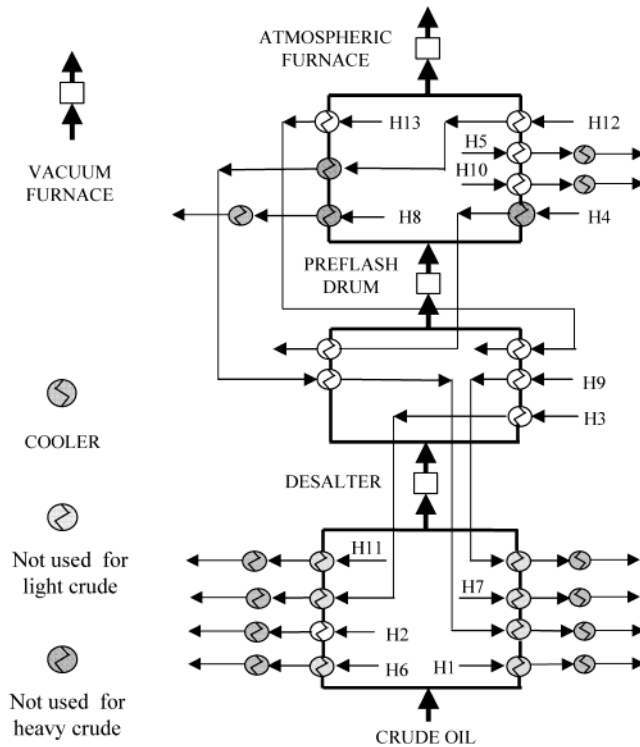 ATMOSPHERIC
FURNACE
H13
H12
H5
H10
H8
H4
VACUUM
FURNACE
PREFLASH
DRUM
H9
H3
COOLER
DESALTER
Not used for
light crude
H11
H7
H2
H6
H1
Not used for
heavy crude
CRUDE OIL